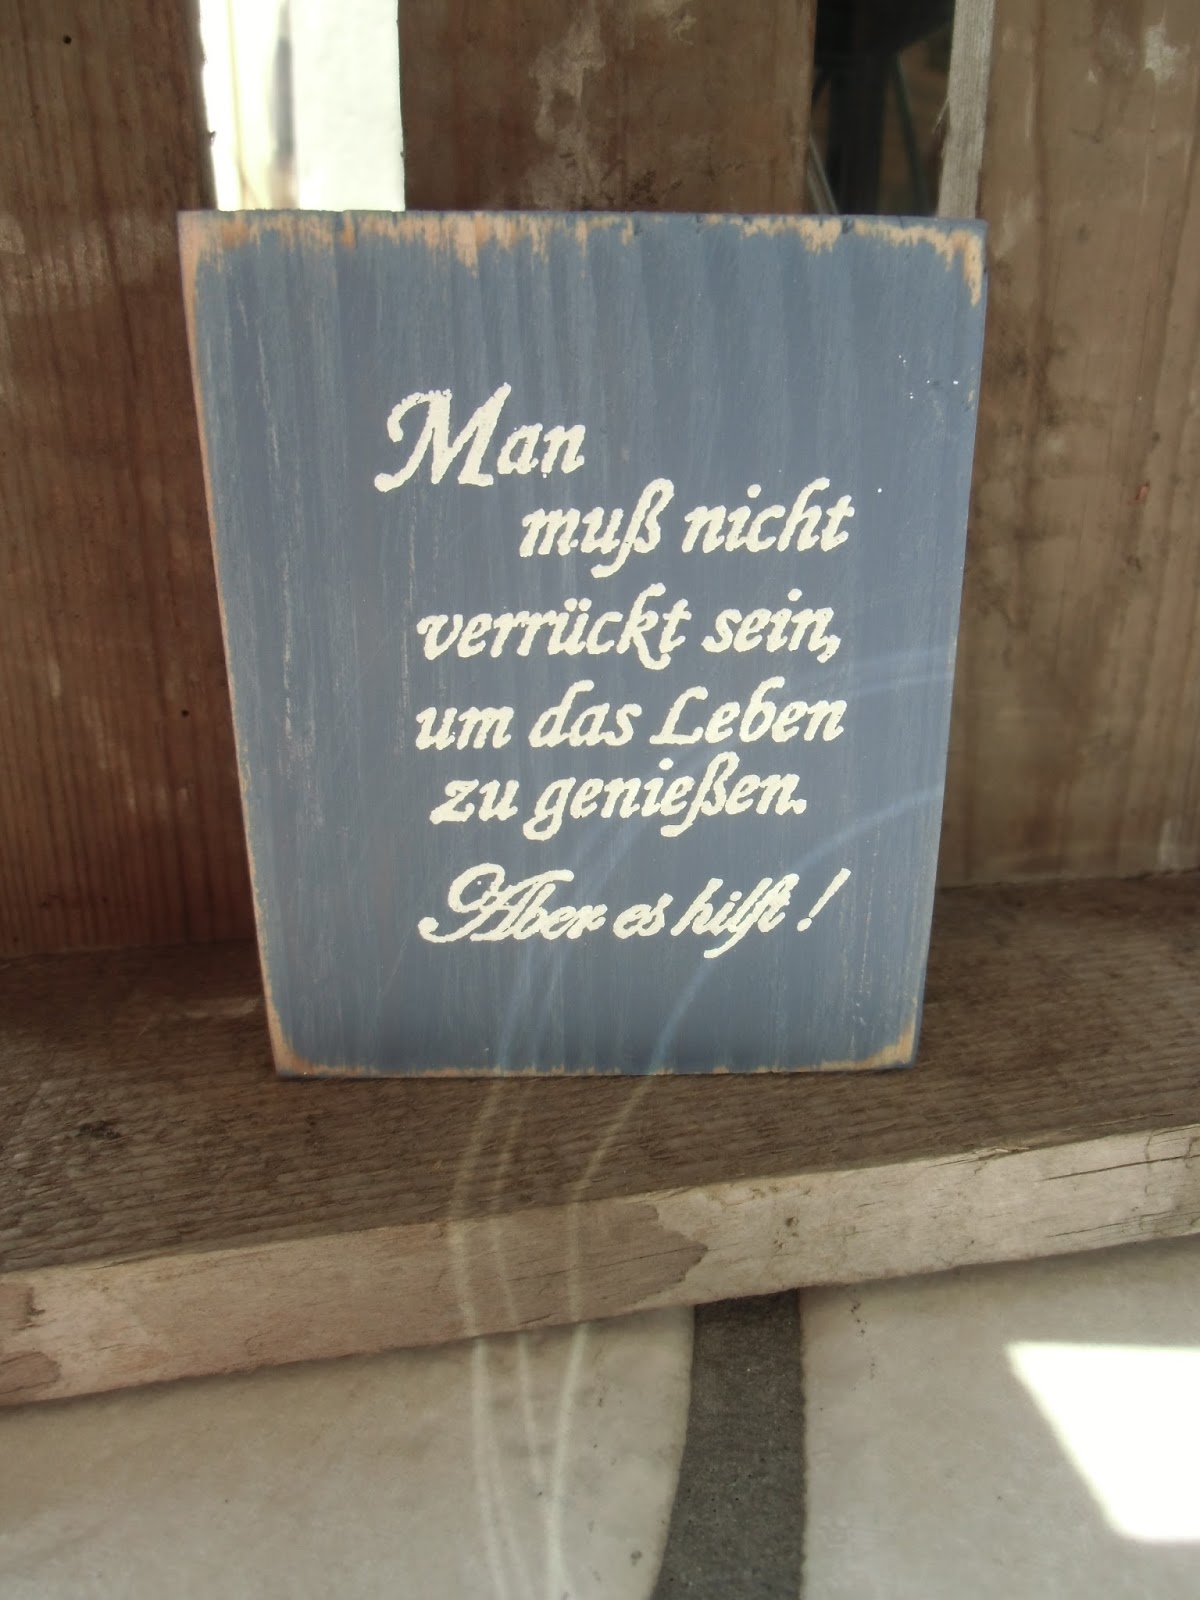 Man
muß nicht
verrückt sein,
um das Leben
zu genießen.
Aber es hilft !